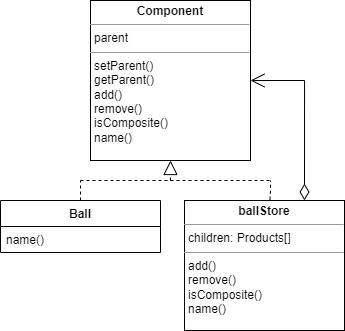 Component
parent
setParent()
getParent()
add()
remove()
isComposite()
name()
Ball
name()
ballStore
children: Products[]
add()
remove()
isComposite()
name()